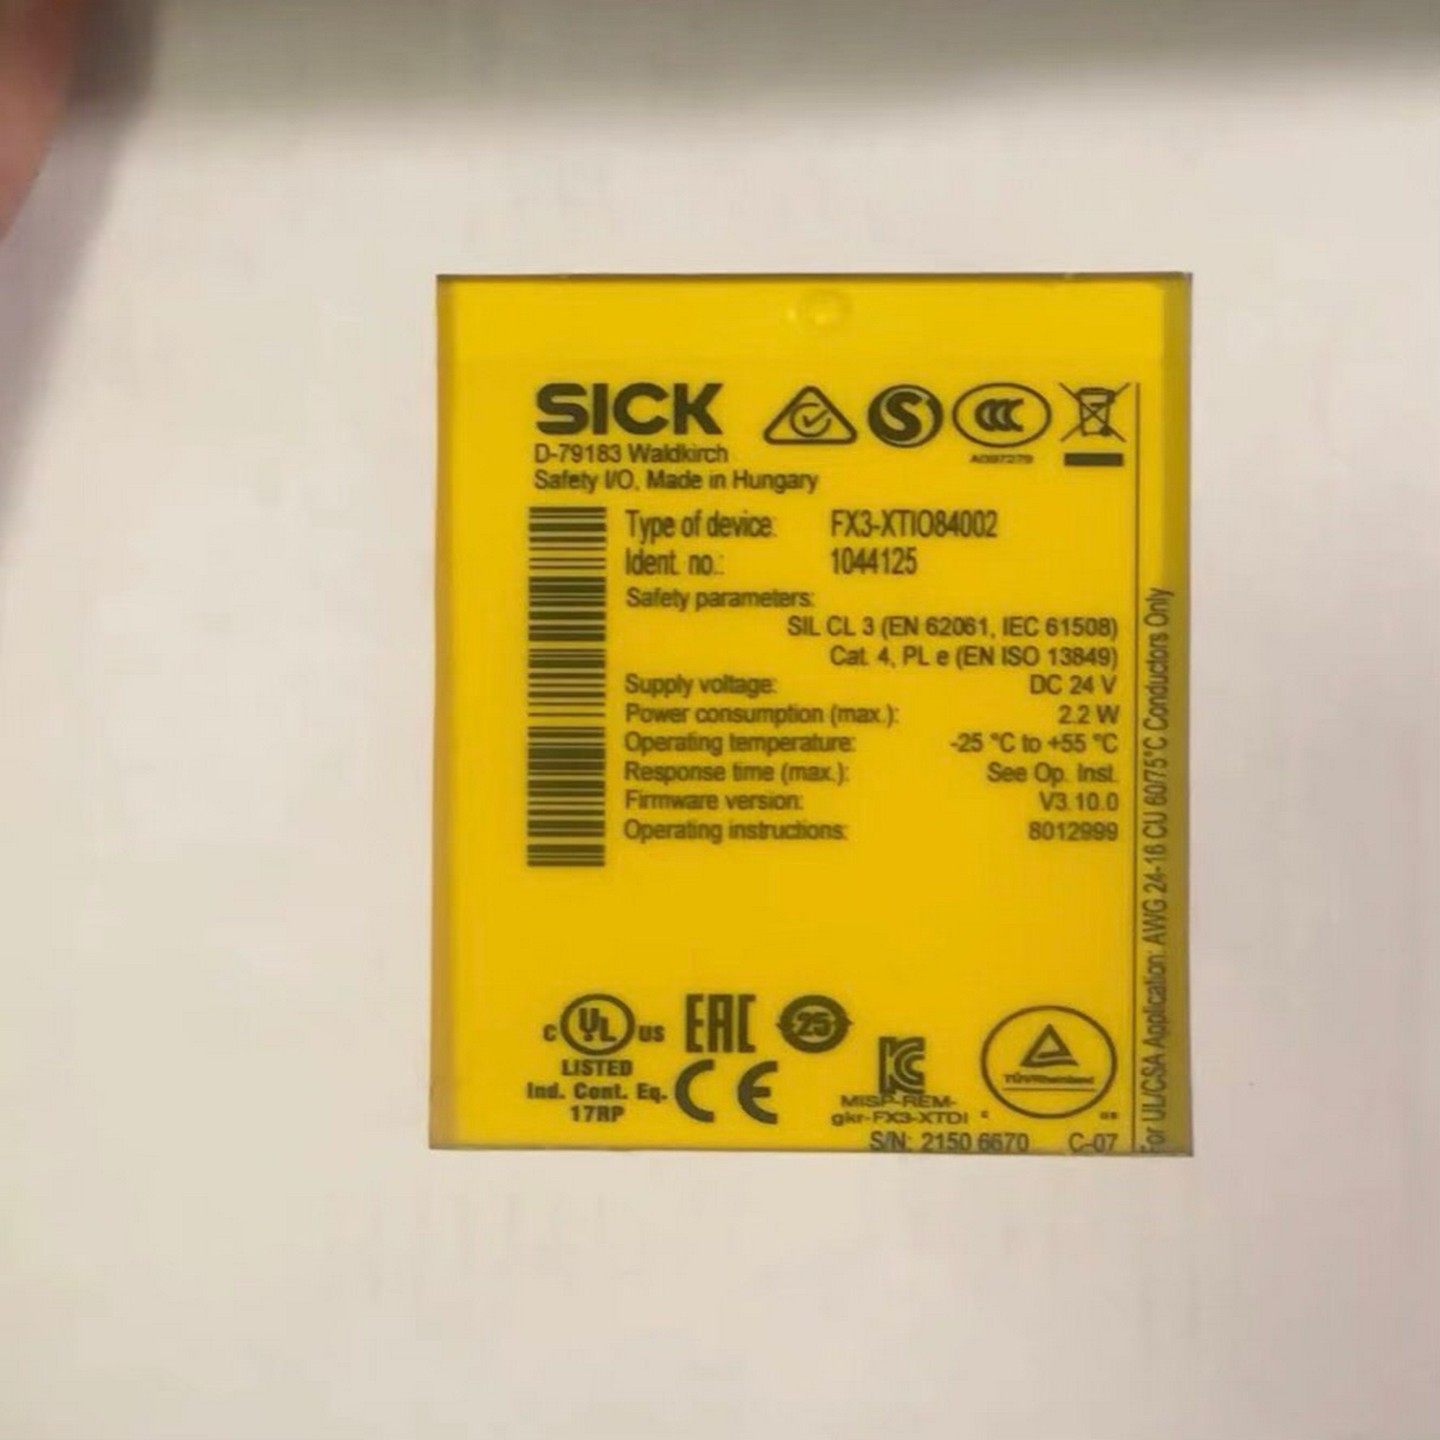 SICK
D-79183 Waldkirch
Safety I/O, Made in Hungary
Type of device: FX3-XTIO84002
Ident. no.: 1044125
Safety parameters:
SIL CL 3 (EN 62061, IEC 61508)
Cat. 4, PL e (EN ISO 13849)
Supply voltage: DC 24 V
Power consumption (max.): 2.2 W
Operating temperature: -25 °C to +55 °C
Response time (max.): See Op. Inst.
Firmware version: V3.10.0
Operating instructions: 8012999
For UL/CSA Application: AWG 24-16 CU 60/75°C Conductors Only
C UL US
LISTED
Ind. Cont. Eq.
17RP
EAC
25
CE
MISP-REM-
gkr-FX3-XTDI
TÜVRheinland
S/N: 2150 6670 C-07